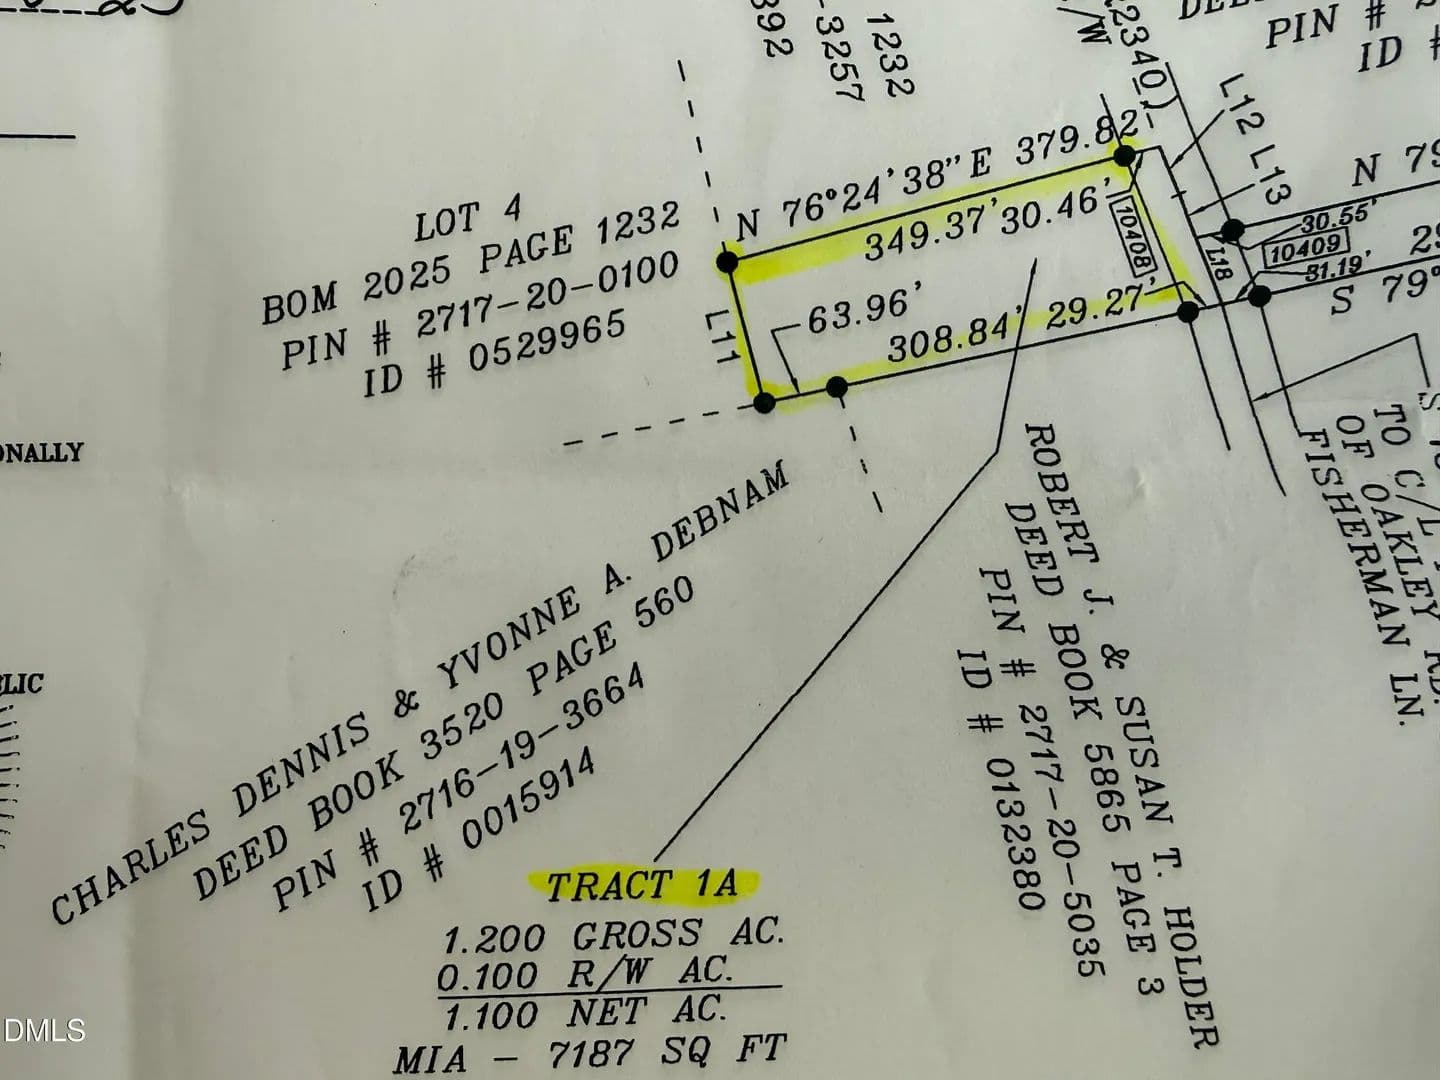 392
-3257
1232
22340)
/W
PIN #
ID #
L12
L13
N 76°24'38" E 379.82'
349.37'
30.46'
10408
63.96'
308.84'
29.27'
L11
L18
30.55'
10409
31.19'
N 79
S 79°
LOT 4
BOM 2025 PAGE 1232
PIN # 2717-20-0100
ID # 0529965
ONALLY
LIC
CHARLES DENNIS & YVONNE A. DEBNAM
DEED BOOK 3520 PAGE 560
PIN # 2716-19-3664
ID # 0015914
ROBERT J. & SUSAN T. HOLDER
DEED BOOK 5865 PAGE 3
PIN # 2717-20-5035
ID # 0132380
TO C/L
OF OAKLEY RD.
FISHERMAN LN.
TRACT 1A
1.200 GROSS AC.
0.100 R/W AC.
1.100 NET AC.
MIA - 7187 SQ FT
DMLS